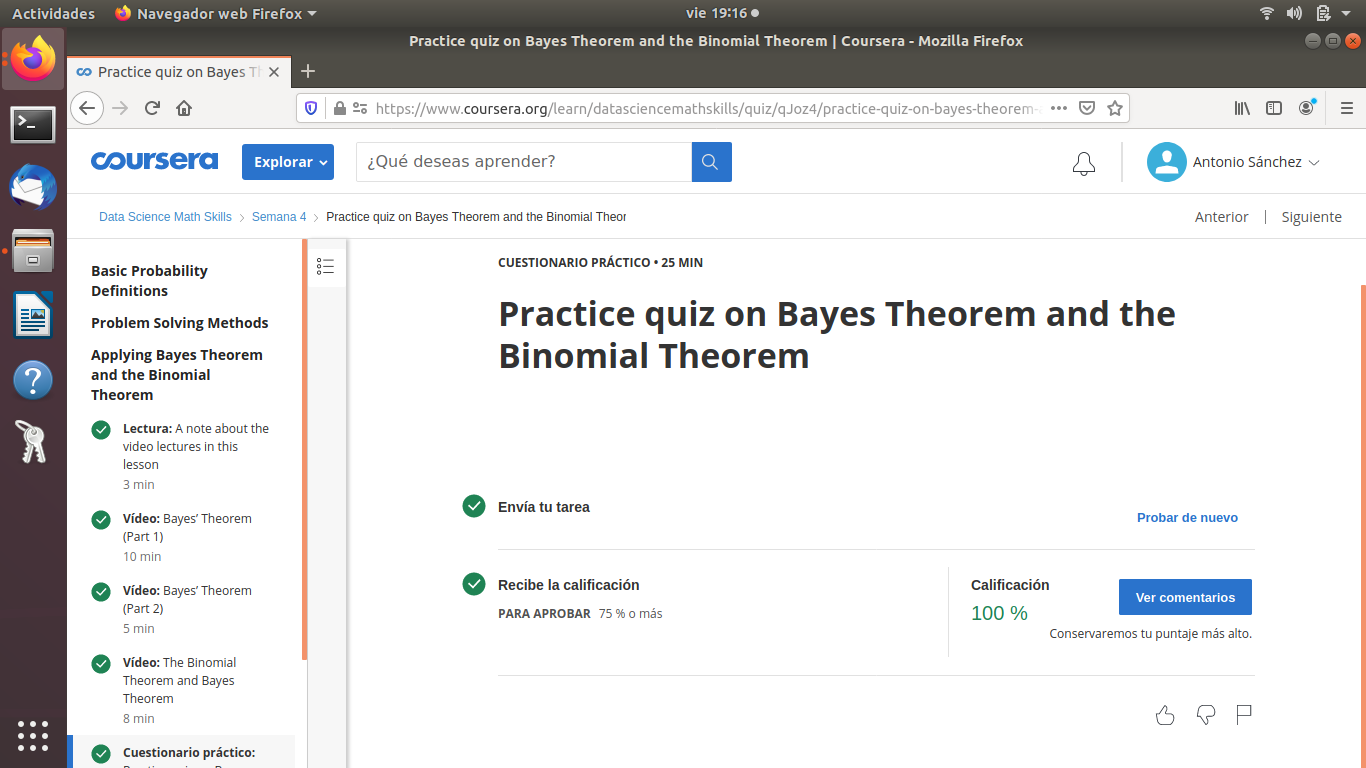 Actividades
Navegador web Firefox
vie 19:16
Practice quiz on Bayes Theorem and the Binomial Theorem | Coursera - Mozilla Firefox
Practice quiz on Bayes Th
https://www.coursera.org/learn/datasciencemathskills/quiz/qJoz4/practice-quiz-on-bayes-theorem-
coursera
Explorar
¿Qué deseas aprender?
Antonio Sánchez
Data Science Math Skills
Semana 4
Practice quiz on Bayes Theorem and the Binomial Theor
Anterior | Siguiente
Basic Probability
Definitions
Problem Solving Methods
Applying Bayes Theorem
and the Binomial
Theorem
Lectura: A note about the
video lectures in this
lesson
3 min
Vídeo: Bayes’ Theorem
(Part 1)
10 min
Vídeo: Bayes’ Theorem
(Part 2)
5 min
Vídeo: The Binomial
Theorem and Bayes
Theorem
8 min
Cuestionario práctico:
CUESTIONARIO PRÁCTICO • 25 MIN
Practice quiz on Bayes Theorem and the
Binomial Theorem
Envía tu tarea
Probar de nuevo
Recibe la calificación
PARA APROBAR 75 % o más
Calificación
100 %
Ver comentarios
Conservaremos tu puntaje más alto.